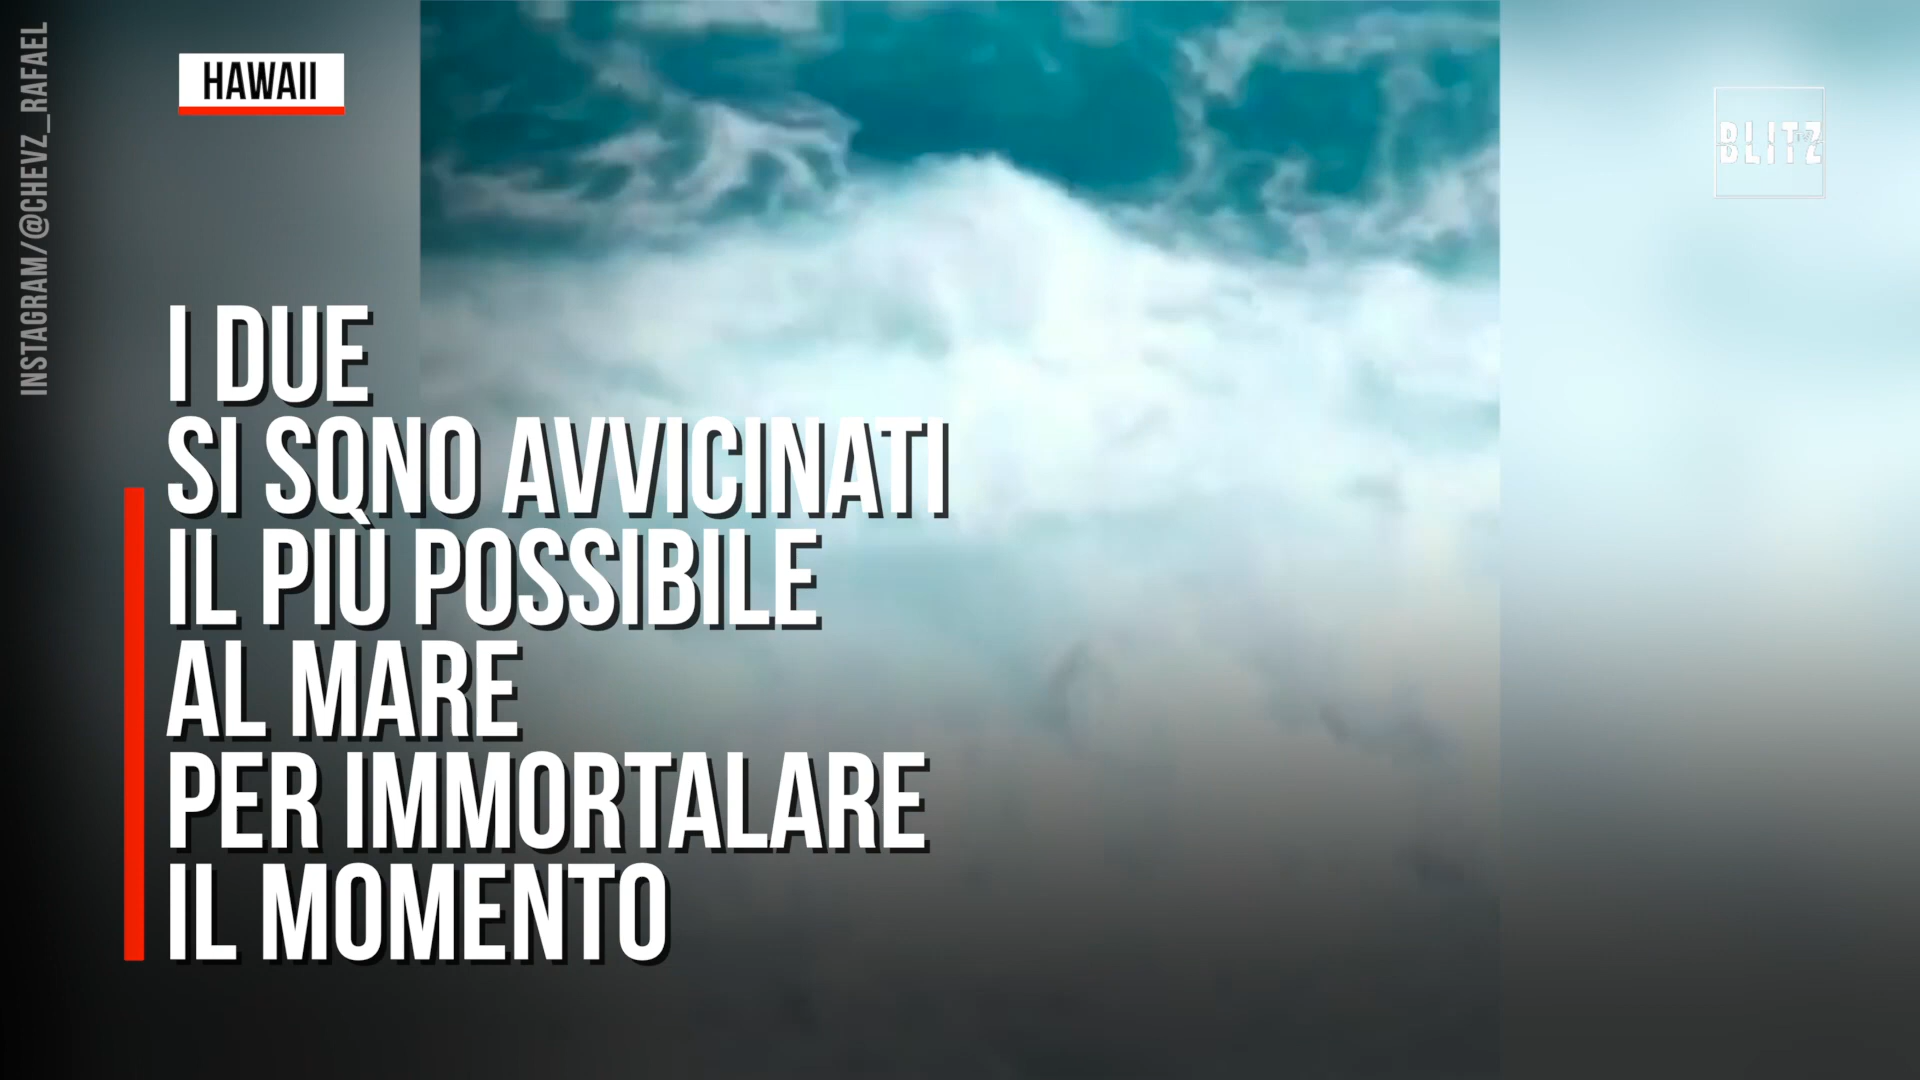 INSTAGRAM/@CHEVZ_RAFAEL
HAWAII
BLITZ
I DUE
SI SONO AVVICINATI
IL PIÙ POSSIBILE
AL MARE
PER IMMORTALARE
IL MOMENTO